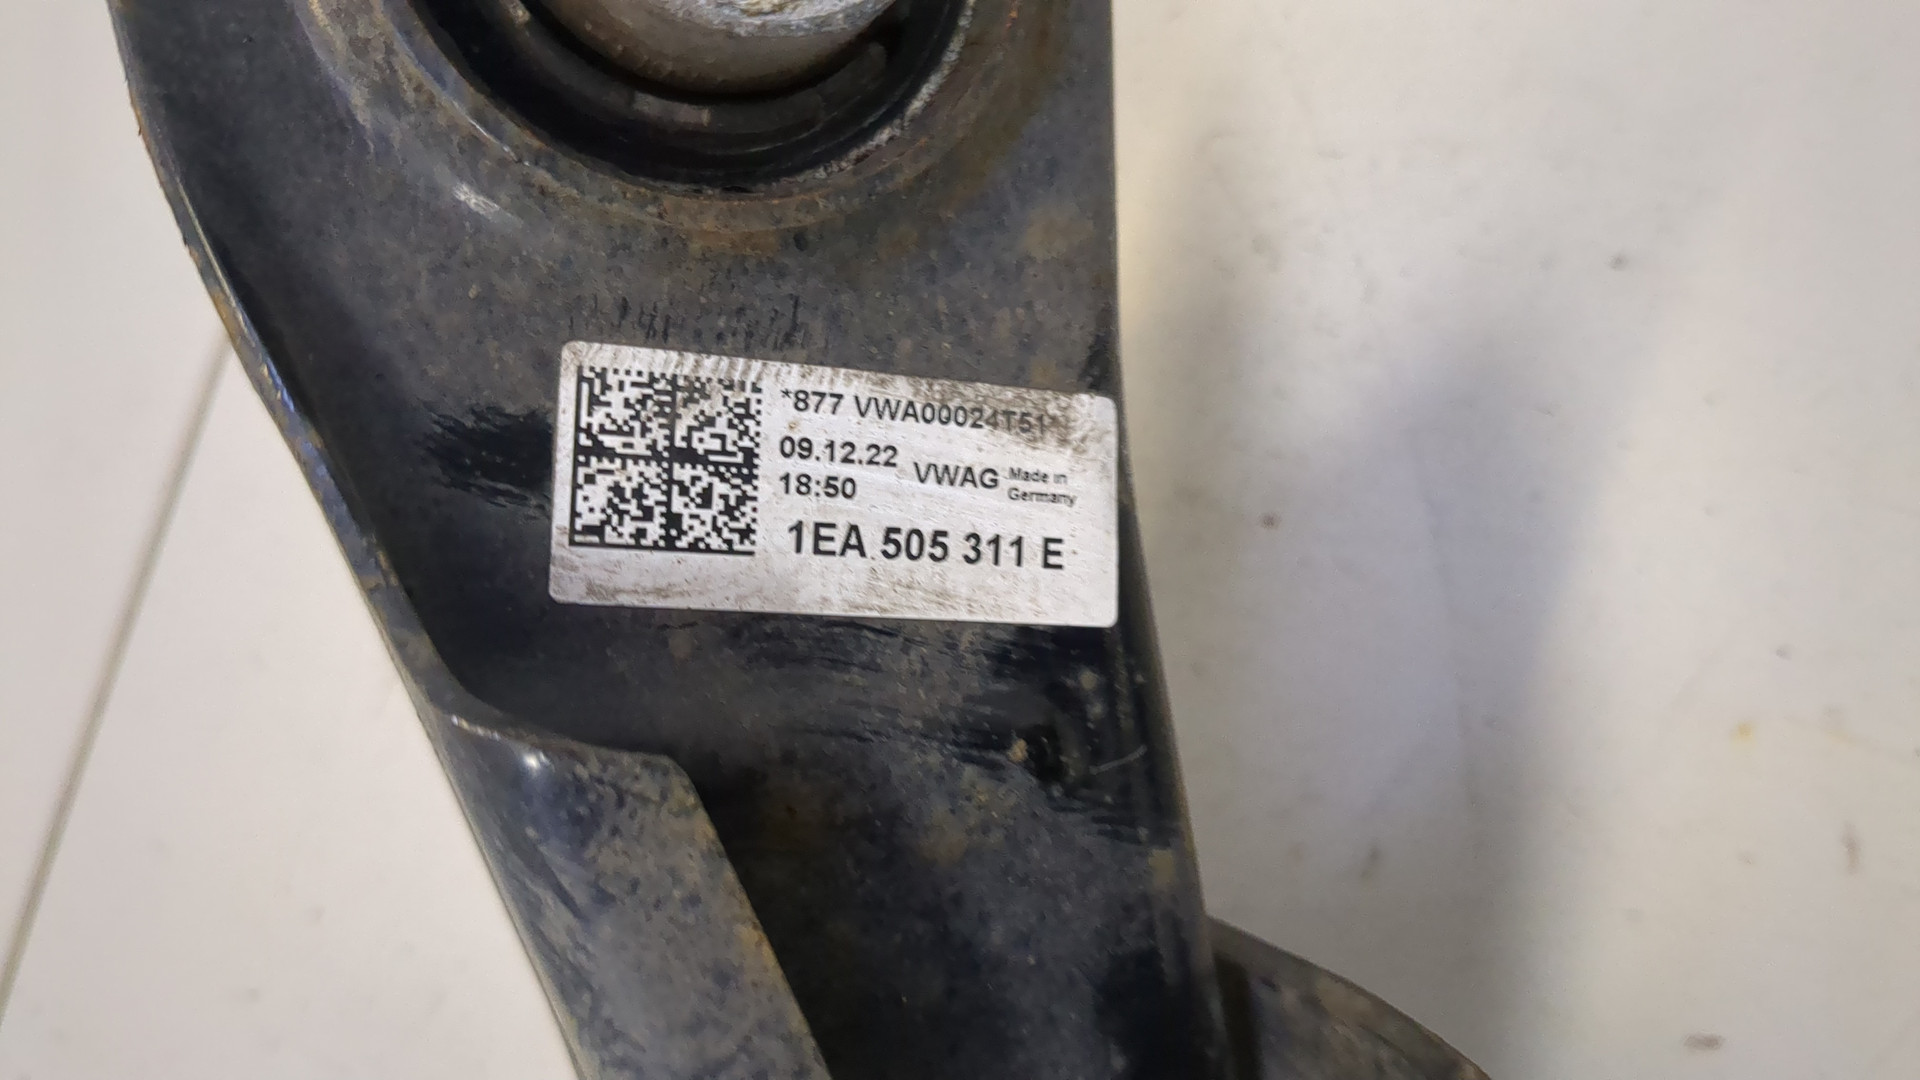 *877 VWA00024T51*
09.12.22
18:50
VWAG
Made in
Germany
1EA 505 311 E